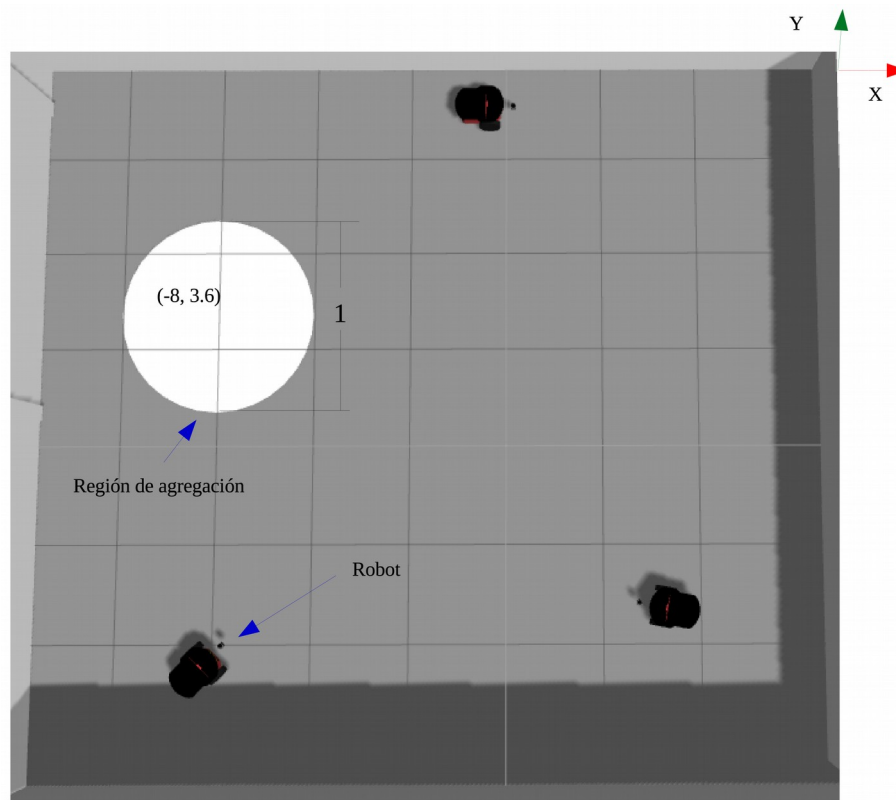 Y
X
(-8, 3.6)
1
Región de agregación
Robot